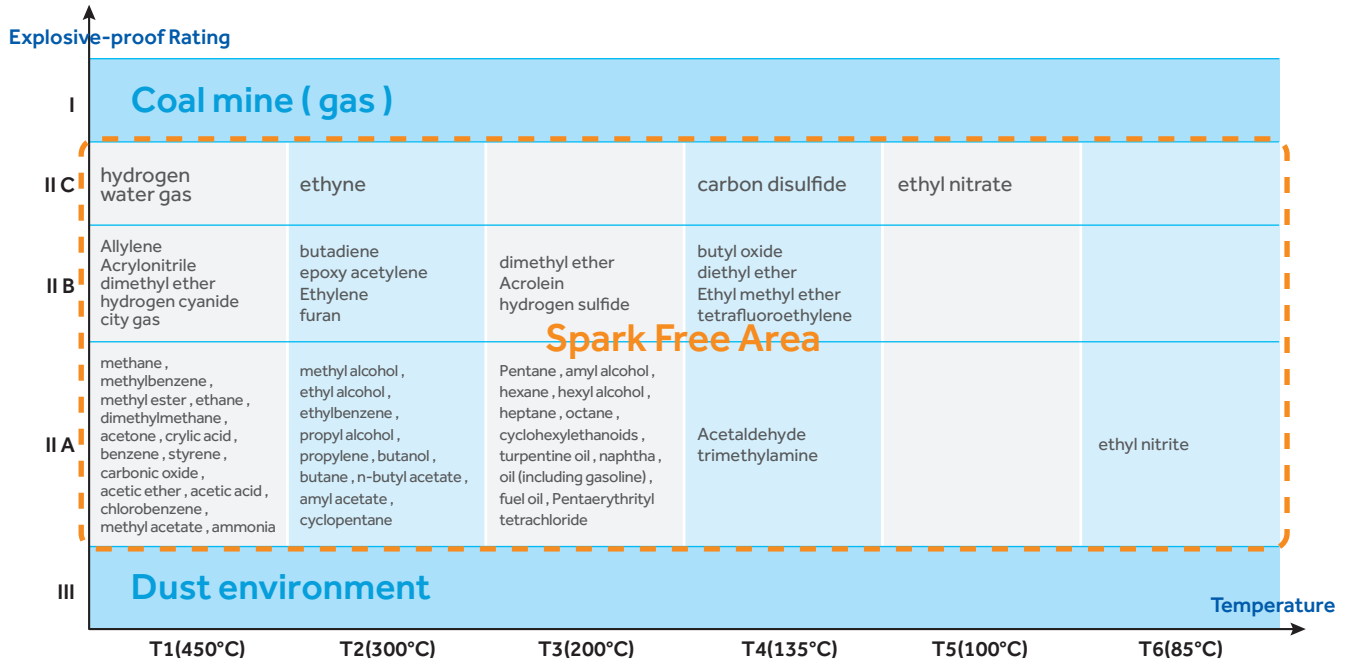 Explosive-proof Rating
I
Coal mine ( gas )
II C
hydrogen
water gas
ethyne
carbon disulfide
ethyl nitrate
II B
Allylene
Acrylonitrile
dimethyl ether
hydrogen cyanide
city gas
butadiene
epoxy acetylene
Ethylene
furan
dimethyl ether
Acrolein
hydrogen sulfide
butyl oxide
diethyl ether
Ethyl methyl ether
tetrafluoroethylene
Spark Free Area
II A
methane ,
methylbenzene ,
methyl ester , ethane ,
dimethylmethane ,
acetone , crylic acid ,
benzene , styrene ,
carbonic oxide ,
acetic ether , acetic acid ,
chlorobenzene ,
methyl acetate , ammonia
methyl alcohol ,
ethyl alcohol ,
ethylbenzene ,
propyl alcohol ,
propylene , butanol ,
butane , n-butyl acetate ,
amyl acetate ,
cyclopentane
Pentane , amyl alcohol ,
hexane , hexyl alcohol ,
heptane , octane ,
cyclohexylethanoids ,
turpentine oil , naphtha ,
oil (including gasoline) ,
fuel oil , Pentaerythrityl
tetrachloride
Acetaldehyde
trimethylamine
ethyl nitrite
III
Dust environment
Temperature
T1(450°C)
T2(300°C)
T3(200°C)
T4(135°C)
T5(100°C)
T6(85°C)